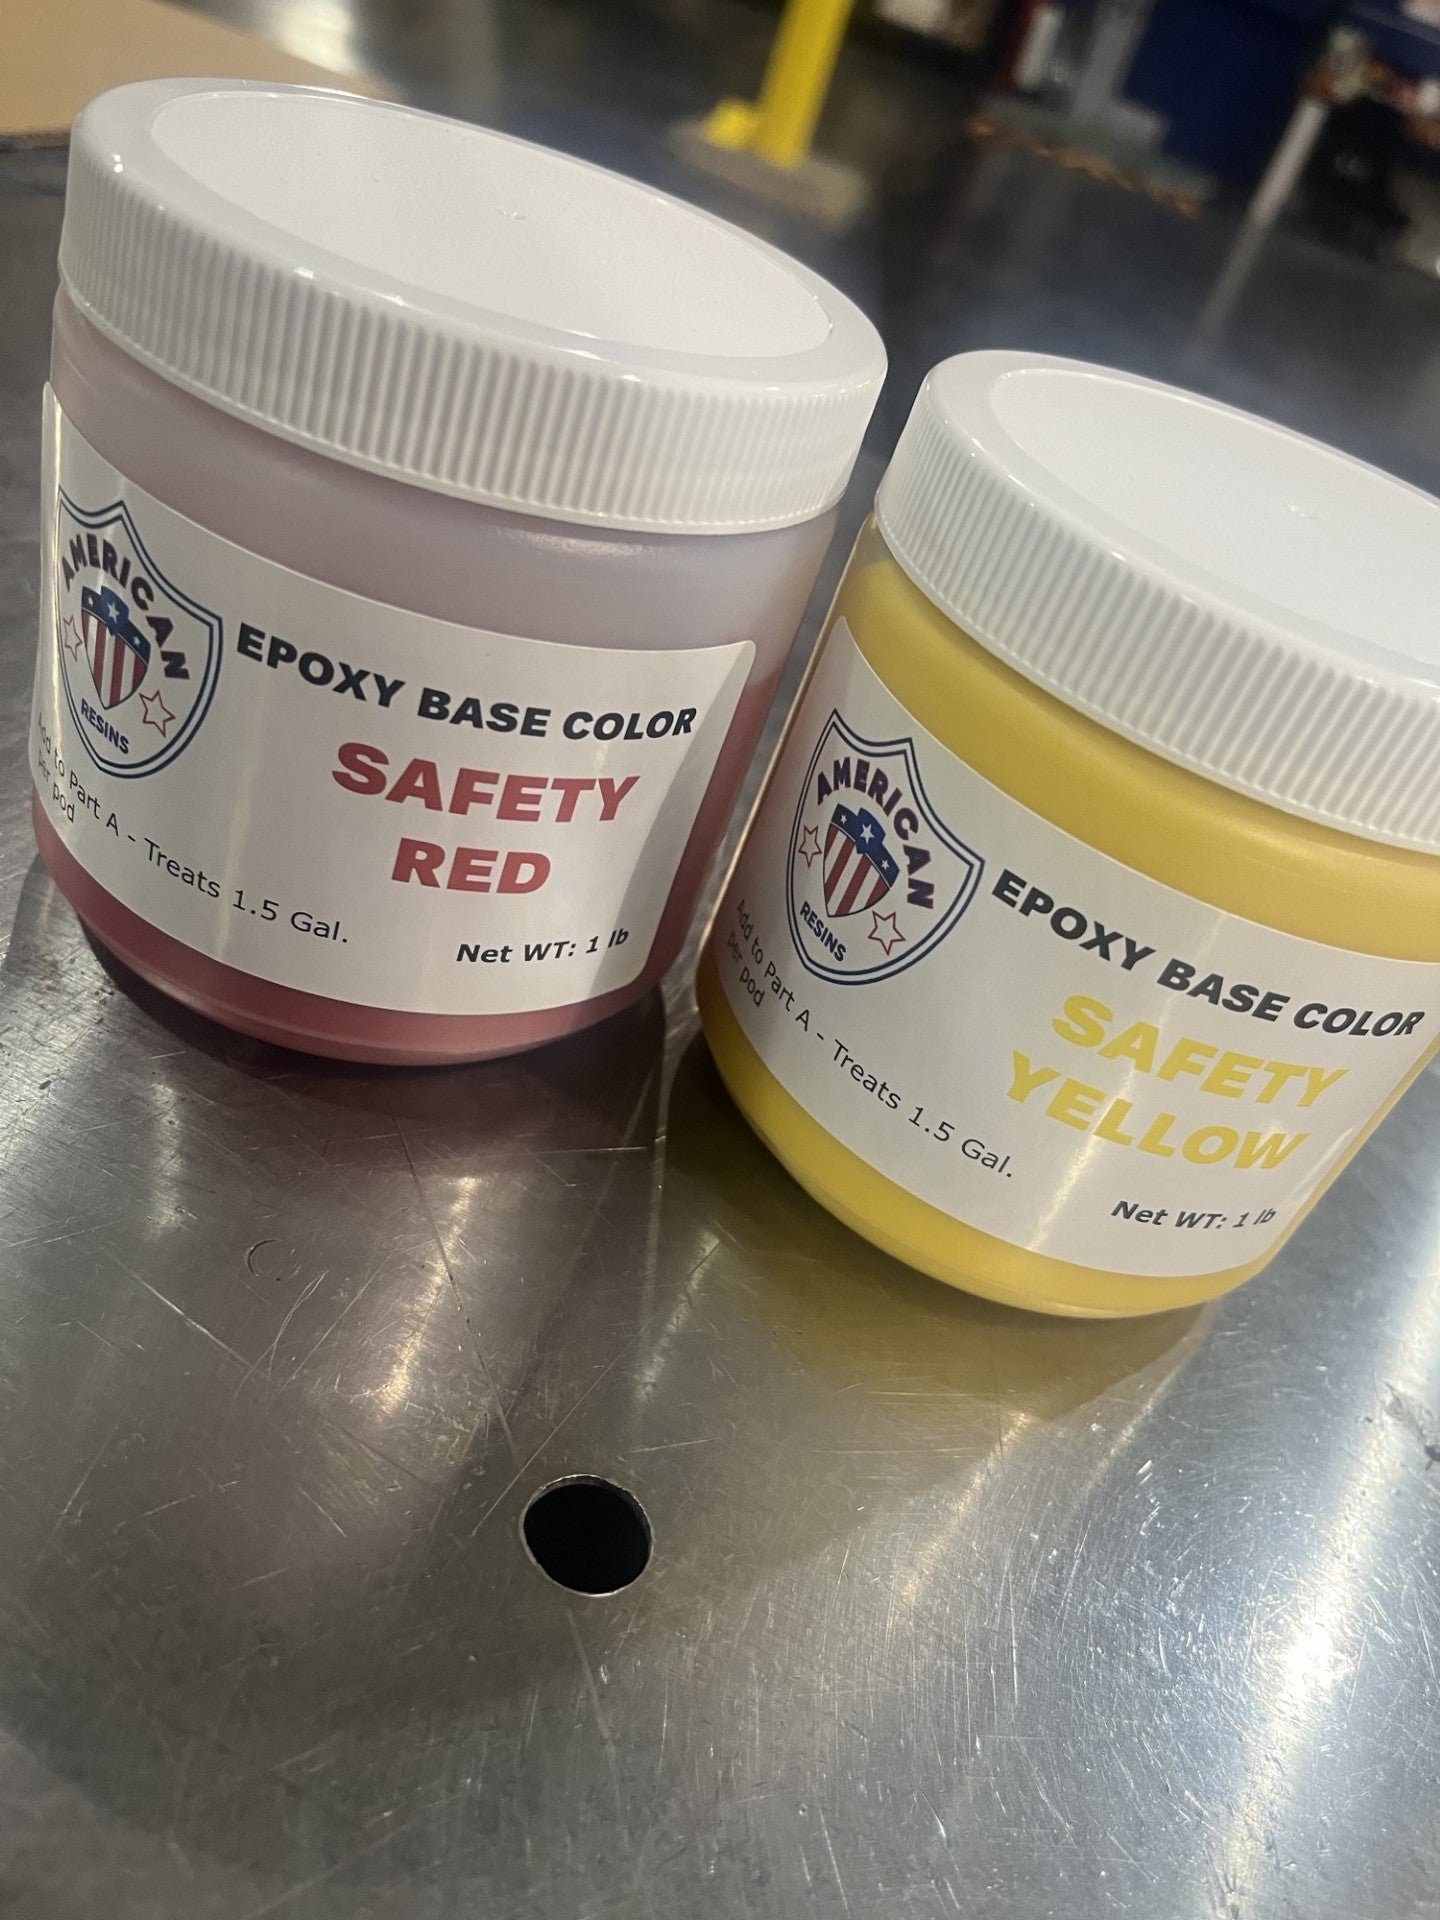 AMERICAN
RESINS
EPOXY BASE COLOR
SAFETY
RED
Add to Part A - Treats 1.5 Gal.
per pod
Net WT: 1 lb
AMERICAN
RESINS
EPOXY BASE COLOR
SAFETY
YELLOW
Add to Part A - Treats 1.5 Gal.
per pod
Net WT: 1 lb